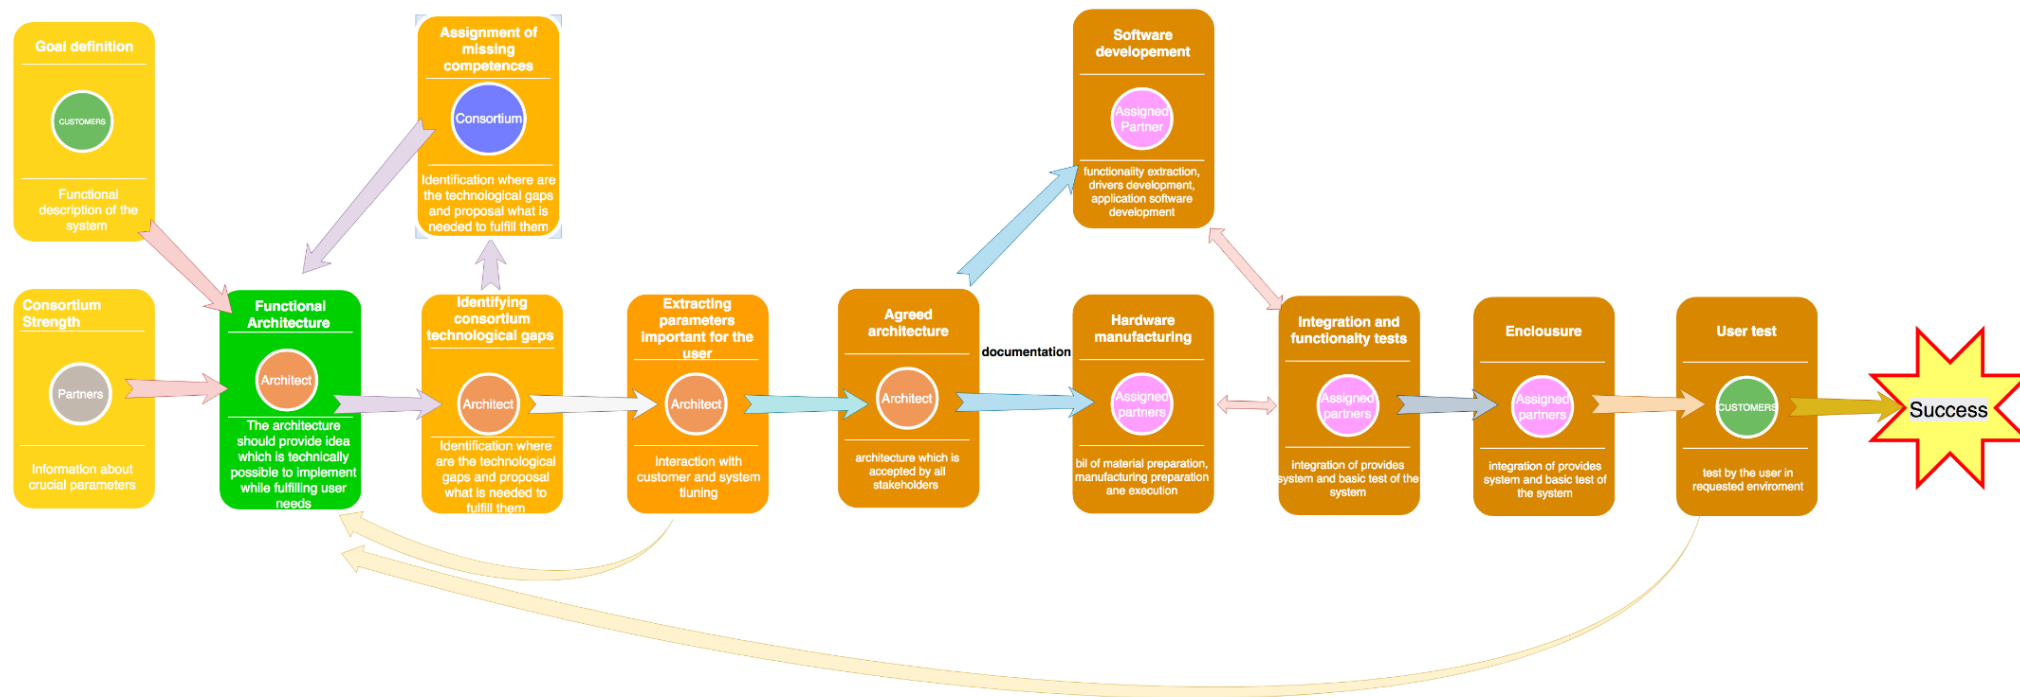 Goal definition
CUSTOMERS
Functional
description of the
system
Assignment of
missing
competences
Consortium
Identification where are
the technological gaps
and proposal what is
needed to fulfill them
Software
developement
Assigned
Partner
functionality extraction,
drivers development,
application software
development
Consortium
Strength
Partners
Information about
crucial parameters
Functional
Architecture
Architect
The architecture
should provide idea
which is technically
possible to implement
while fulfilling user
needs
Identifying
consortium
technological gaps
Architect
Identification where
are the technological
gaps and proposal
what is needed to
fulfill them
Extracting
parameters
important for the
user
Architect
interaction with
customer and system
tiuning
Agreed
architecture
Architect
architecture which is
accepted by all
stakeholders
documentation
Hardware
manufacturing
Assigned
partners
bil of material preparation,
manufacturing preparation
ane execution
Integration and
functionalty tests
Assigned
partners
integration of provides
system and basic test of the
system
Enclousure
Assigned
partners
integration of provides
system and basic test of
the system
User test
CUSTOMERS
test by the user in
requested enviroment
Success